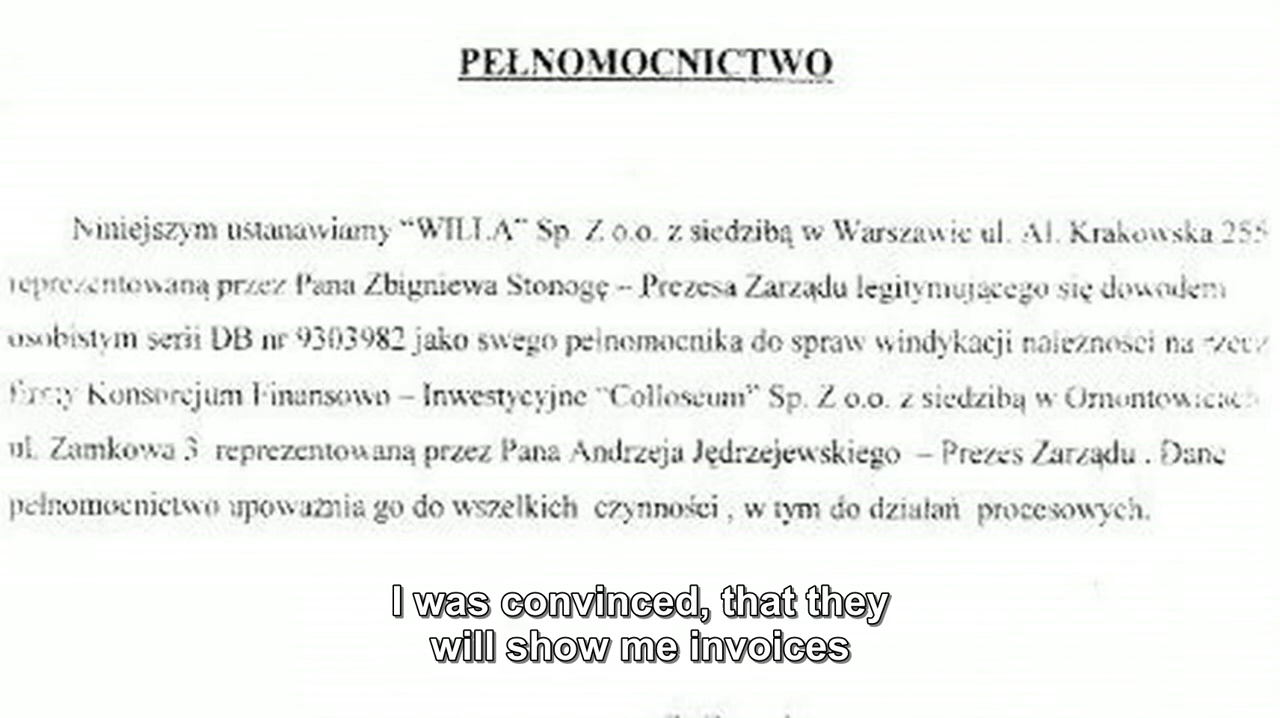 PEŁNOMOCNICTWO
Niniejszym ustanawiamy “WILLA” Sp. Z o.o. z siedzibą w Warszawie ul. Al. Krakowska 255
reprezentowaną przez Pana Zbigniewa Stonogę – Prezesa Zarządu legitymującego się dowodem
osobistym serii DB nr 9303982 jako swego pełnomocnika do spraw windykacji należności na rzecz
firmy Konsorcjum Finansowo – Inwestycyjne “Colloseum” Sp. Z o.o. z siedzibą w Ornontowicach
ul. Zamkowa 3 reprezentowaną przez Pana Andrzeja Jędrzejewskiego – Prezes Zarządu . Dane
pełnomocnictwo upoważnia go do wszelkich czynności , w tym do działań procesowych.
I was convinced, that they
will show me invoices